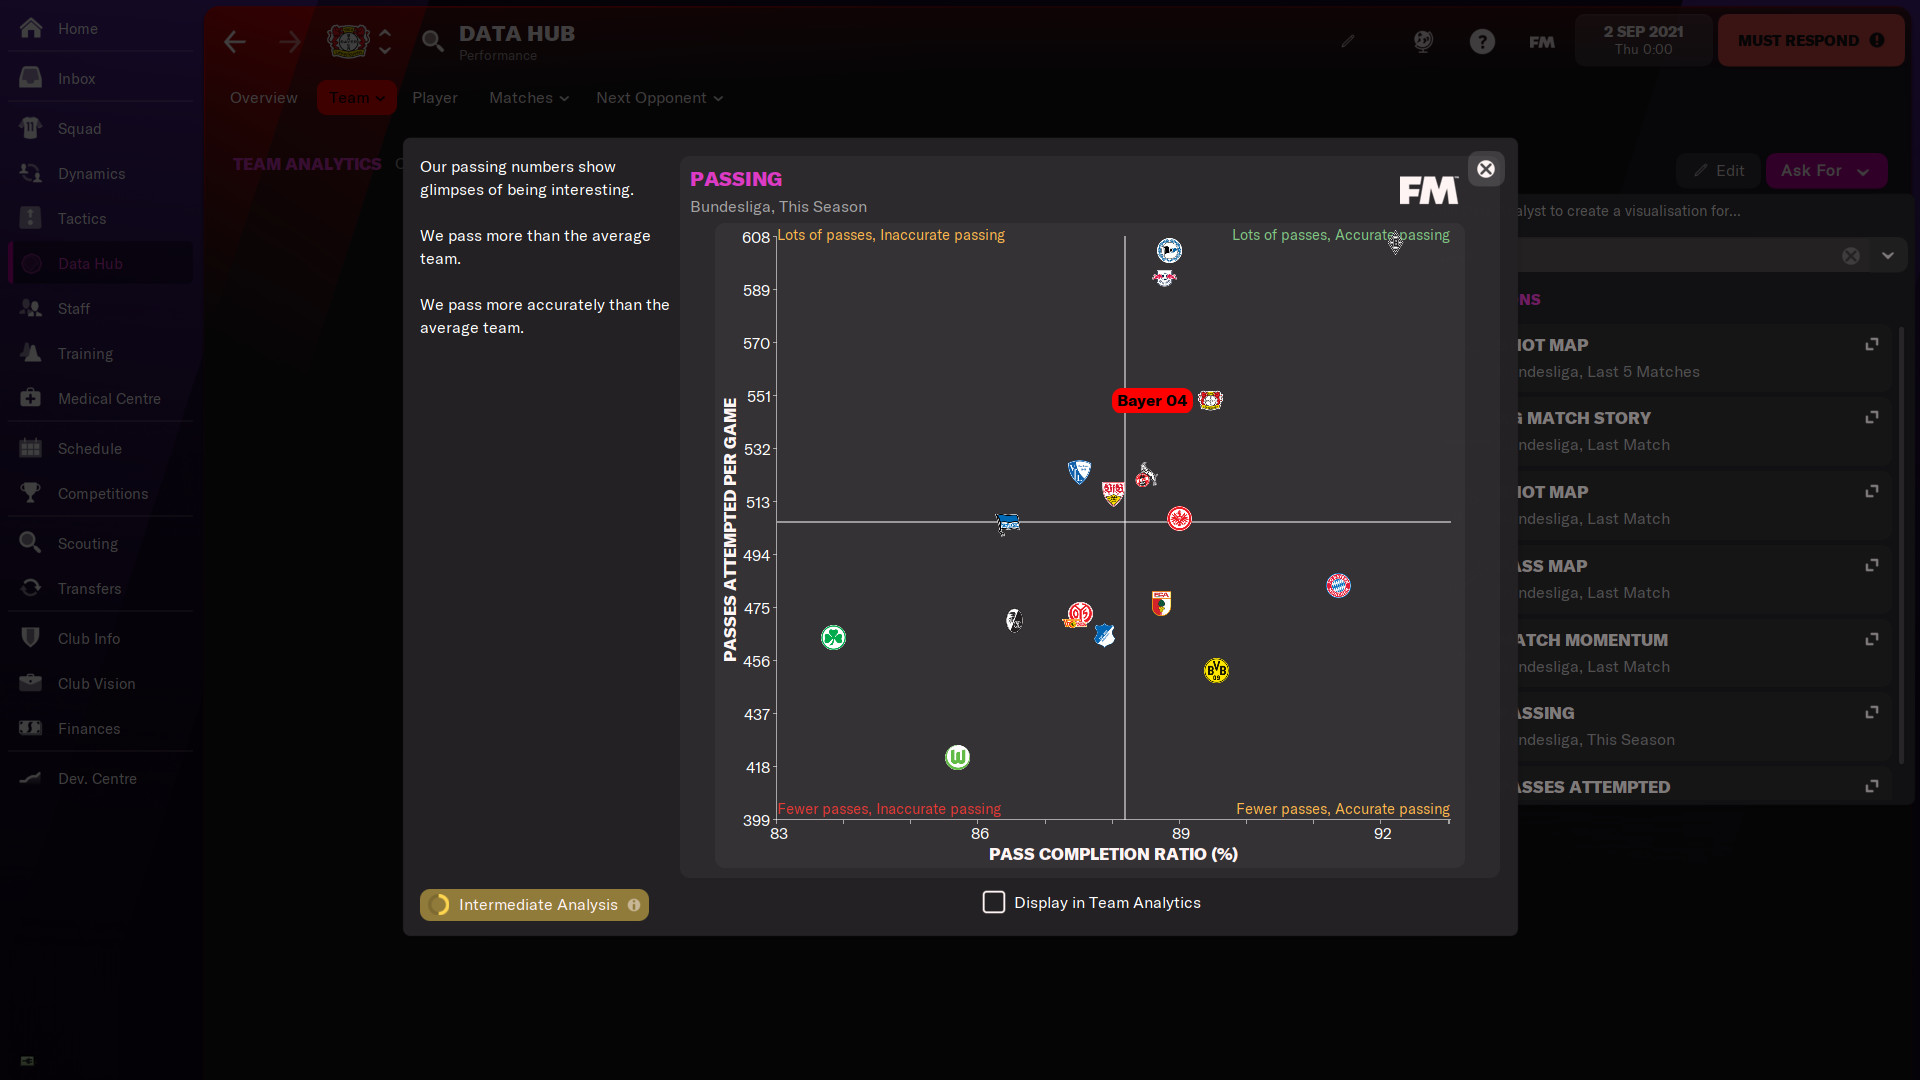 Home
Inbox
Squad
Dynamics
Tactics
Data Hub
Staff
Training
Medical Centre
Schedule
Competitions
Scouting
Transfers
Club Info
Club Vision
Finances
Dev. Centre
DATA HUB
Performance
FM
2 SEP 2021
Thu 0:00
MUST RESPOND
Overview
Team
Player
Matches
Next Opponent
TEAM ANALYTICS
Edit
Ask For
Our passing numbers show
glimpses of being interesting.
We pass more than the average
team.
We pass more accurately than the
average team.
Intermediate Analysis
PASSING
Bundesliga, This Season
FM
Lots of passes, Inaccurate passing
Lots of passes, Accurate passing
608
589
570
551
532
513
494
475
456
437
418
399
PASSES ATTEMPTED PER GAME
Bayer 04
BVB
09
Fewer passes, Inaccurate passing
Fewer passes, Accurate passing
83
86
89
92
PASS COMPLETION RATIO (%)
Display in Team Analytics
alyst to create a visualisation for...
NS
OT MAP
ndesliga, Last 5 Matches
MATCH STORY
ndesliga, Last Match
OT MAP
ndesliga, Last Match
ASS MAP
ndesliga, Last Match
ATCH MOMENTUM
ndesliga, Last Match
ASSING
ndesliga, This Season
ASSES ATTEMPTED